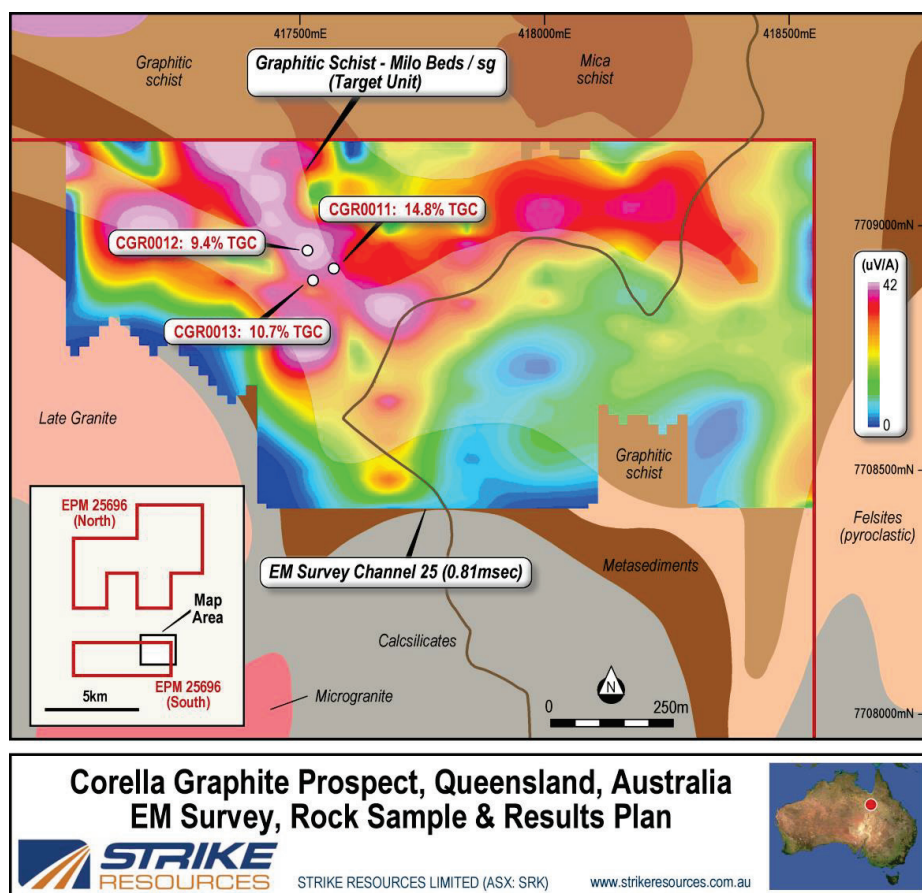 417500mE
418000mE
418500mE
Graphitic
schist
Graphitic Schist - Milo Beds / sg
(Target Unit)
Mica
schist
CGR0011: 14.8% TGC
CGR0012: 9.4% TGC
CGR0013: 10.7% TGC
7709000mN
(uV/A)
42
0
Late Granite
Graphitic
schist
7708500mN
EPM 25696
(North)
Felsites
(pyroclastic)
EM Survey Channel 25 (0.81msec)
Metasediments
Map
Area
Calcsilicates
5km
EPM 25696
(South)
Microgranite
N
0
250m
7708000mN
Corella Graphite Prospect, Queensland, Australia
EM Survey, Rock Sample & Results Plan
STRIKE
RESOURCES
STRIKE RESOURCES LIMITED (ASX: SRK)
www.strikeresources.com.au